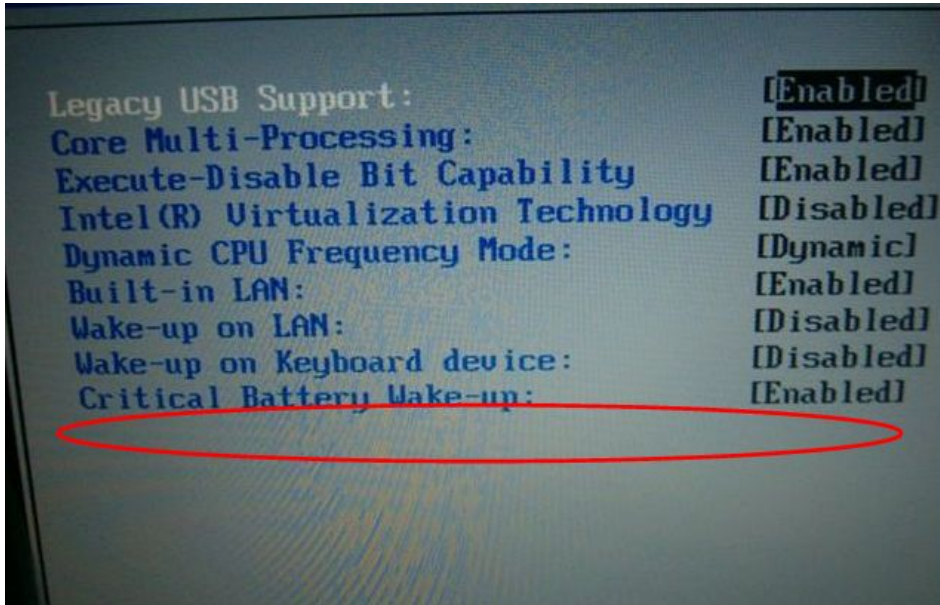 Legacy USB Support: [Enabled]
Core Multi-Processing: [Enabled]
Execute-Disable Bit Capability [Enabled]
Intel(R) Virtualization Technology [Disabled]
Dynamic CPU Frequency Mode: [Dynamic]
Built-in LAN: [Enabled]
Wake-up on LAN: [Disabled]
Wake-up on Keyboard device: [Disabled]
Critical Battery Wake-up: [Enabled]